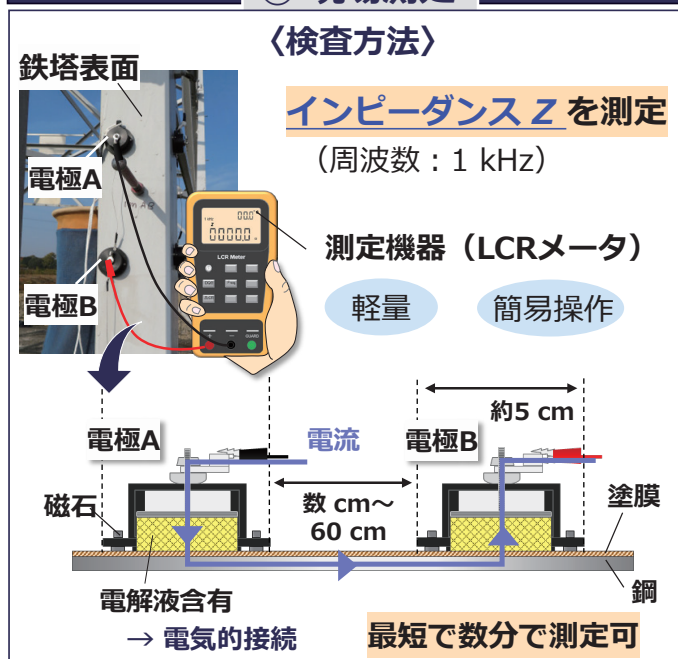 〈検査方法〉
鉄塔表面
インピーダンス Z を測定
（周波数：1 kHz）
電極A
測定機器（LCRメータ）
LCR Meter
電極B
軽量
簡易操作
約5 cm
電極A
電流
電極B
磁石
数 cm～
60 cm
塗膜
電解液含有
鋼
→ 電気的接続
最短で数分で測定可